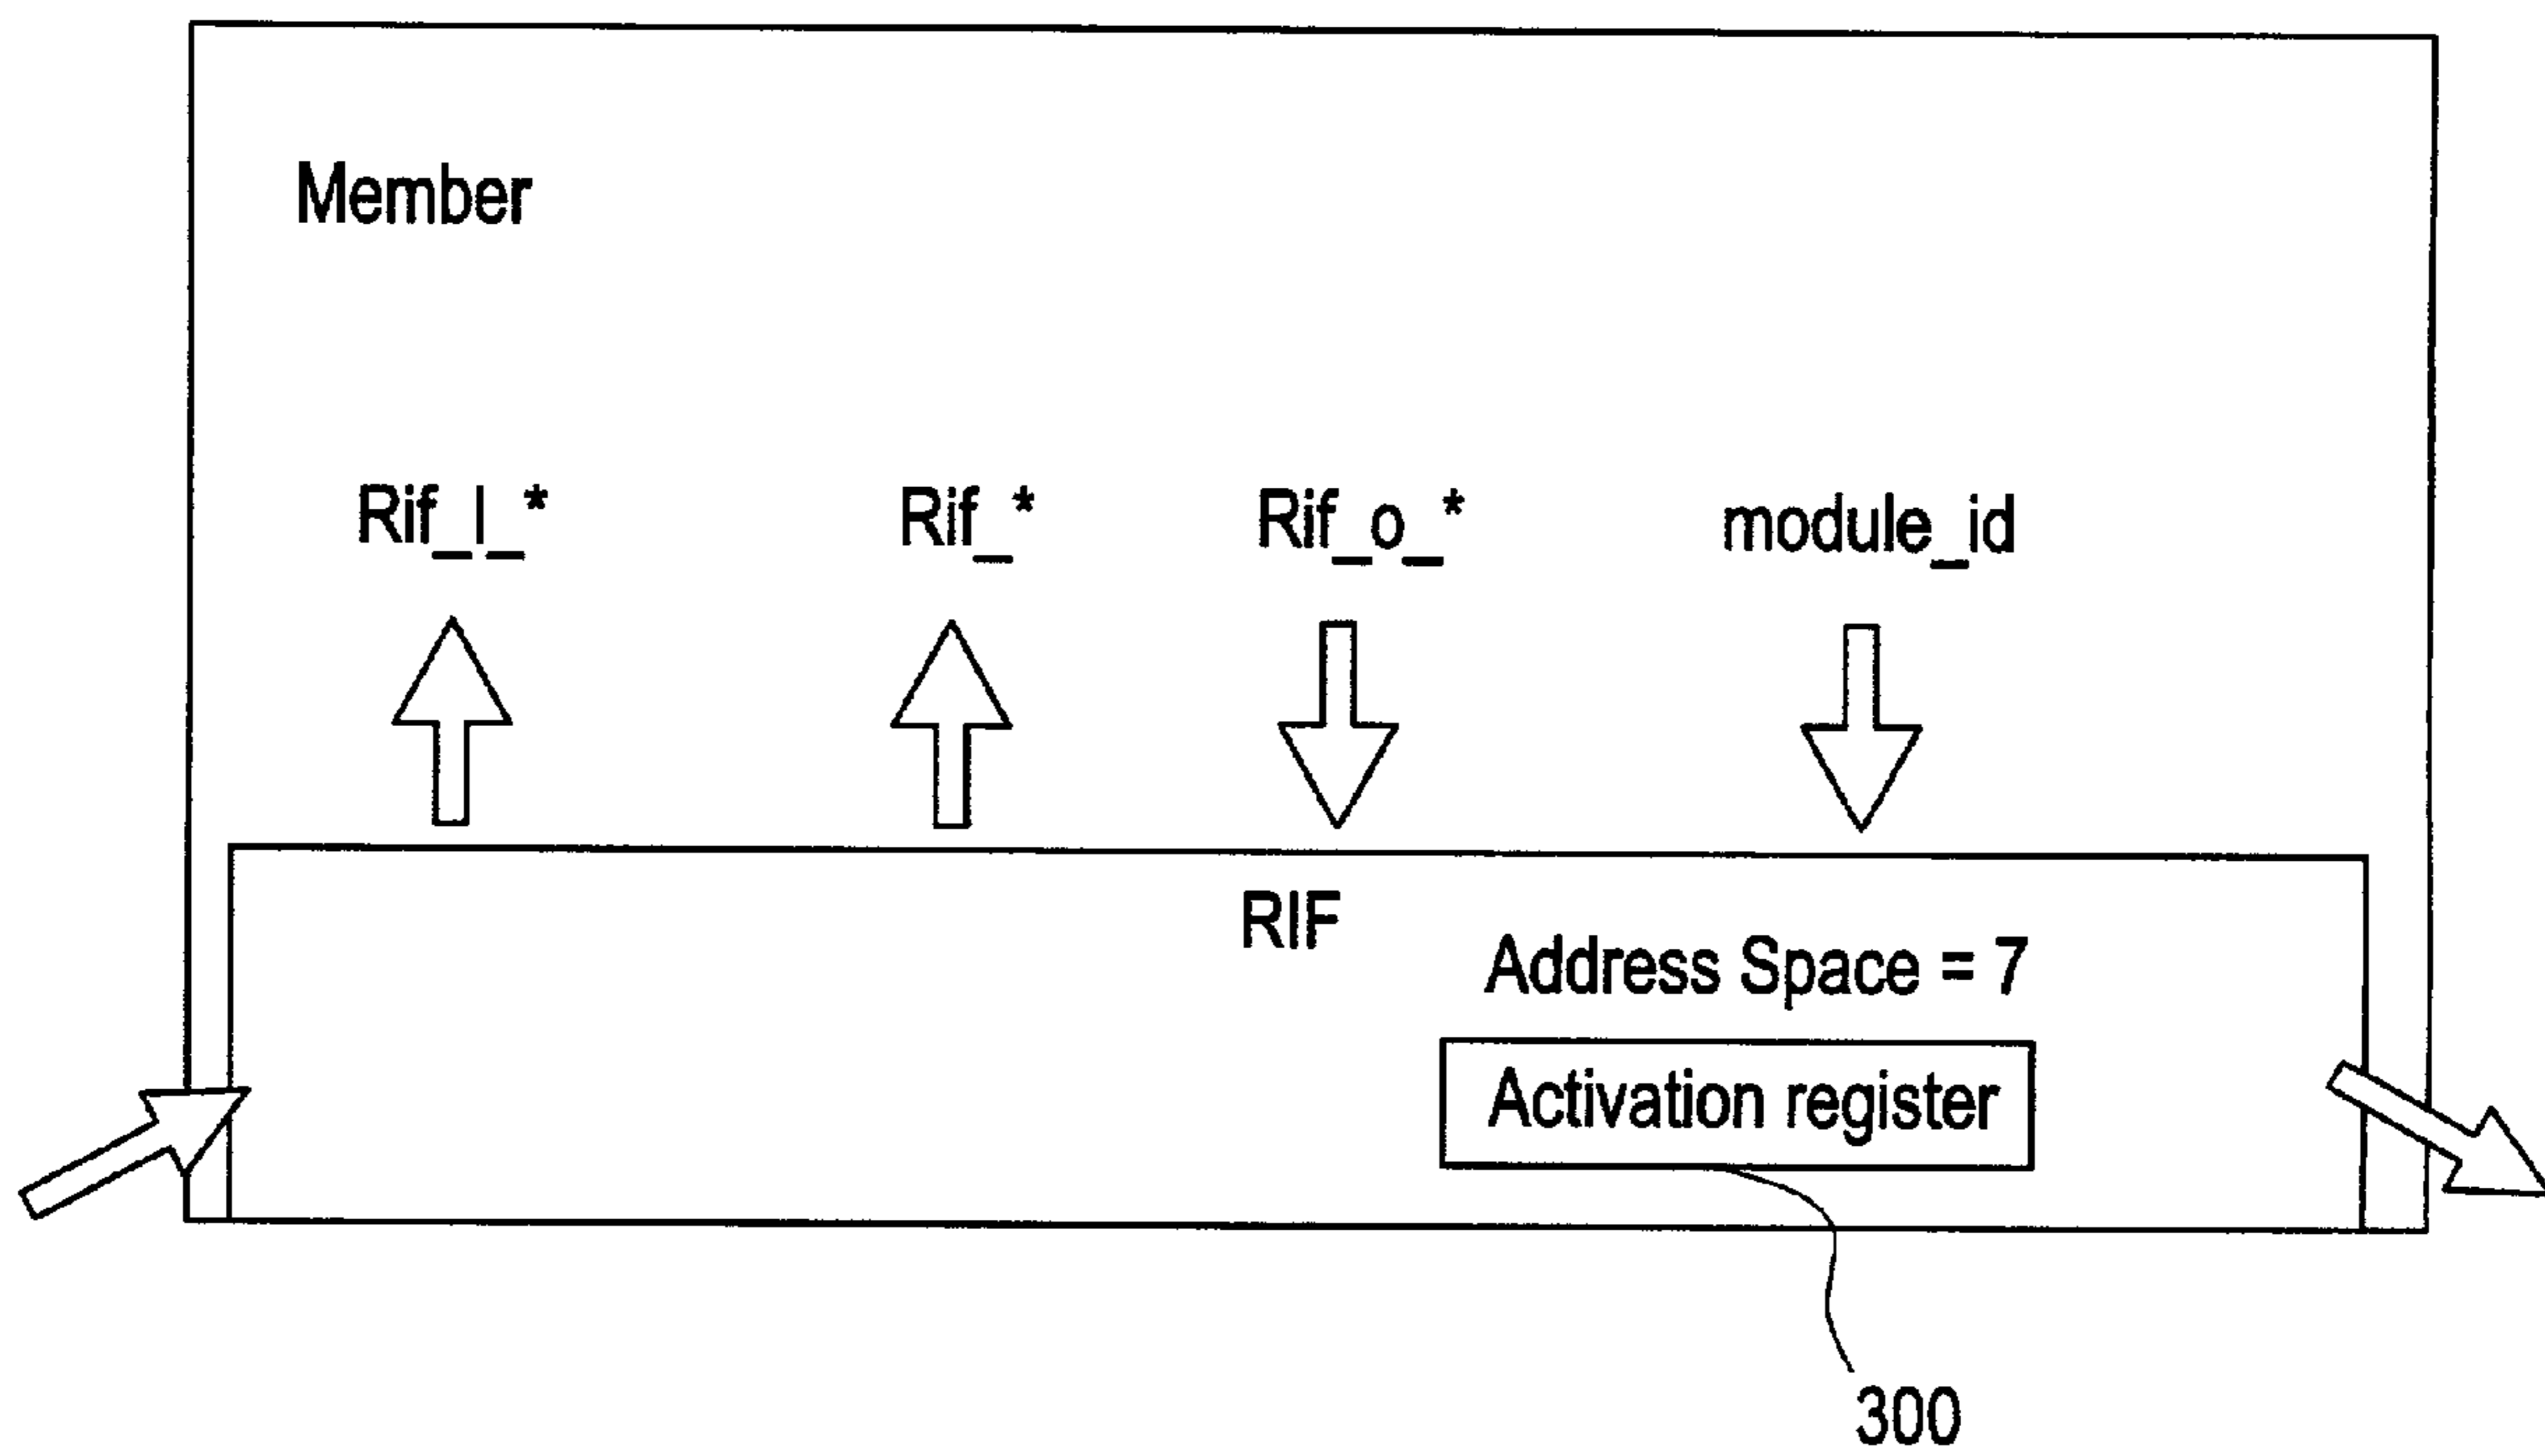 Member
Rif_I_* Rif_* Rif_o_* module_id
RIF
Address Space = 7
Activation register
300